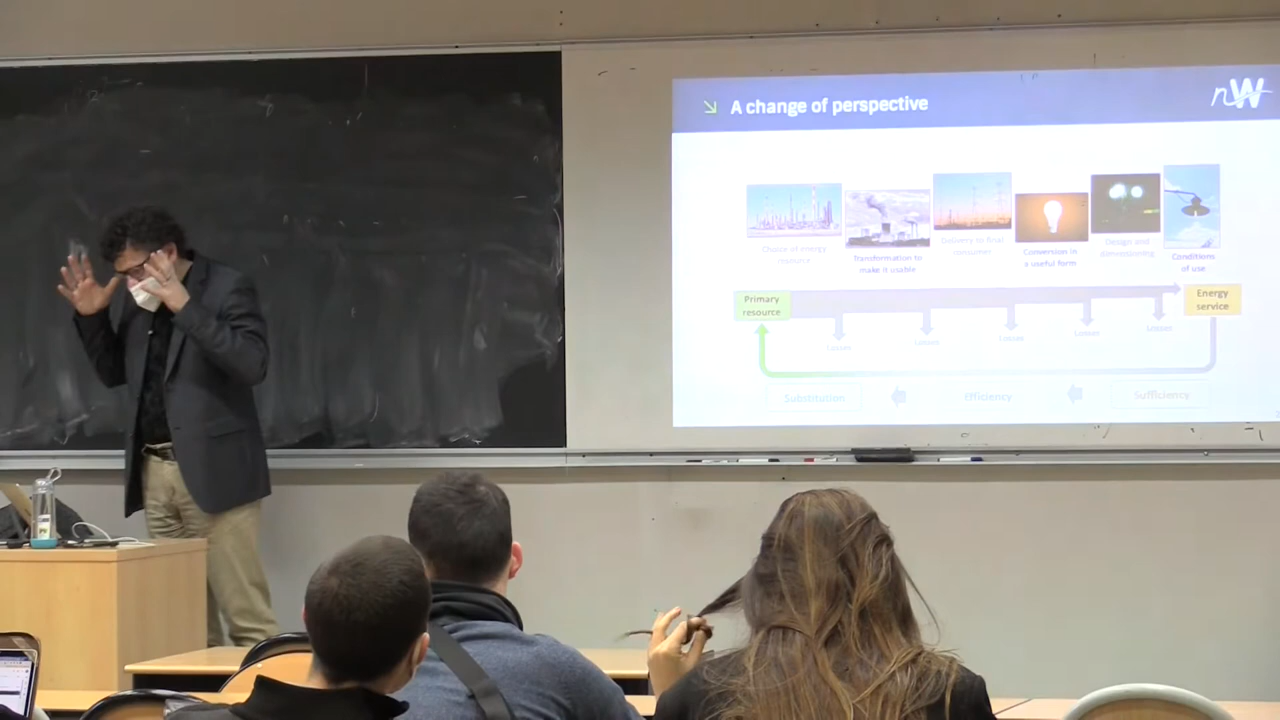 A change of perspective
nW
Choice of energy
resource
Transformation to
make it usable
Delivery to final
consumer
Conversion in
a useful form
Design and
dimensioning
Conditions
of use
Primary
resource
Energy
service
Losses
Losses
Losses
Losses
Losses
Substitution
Efficiency
Sufficiency